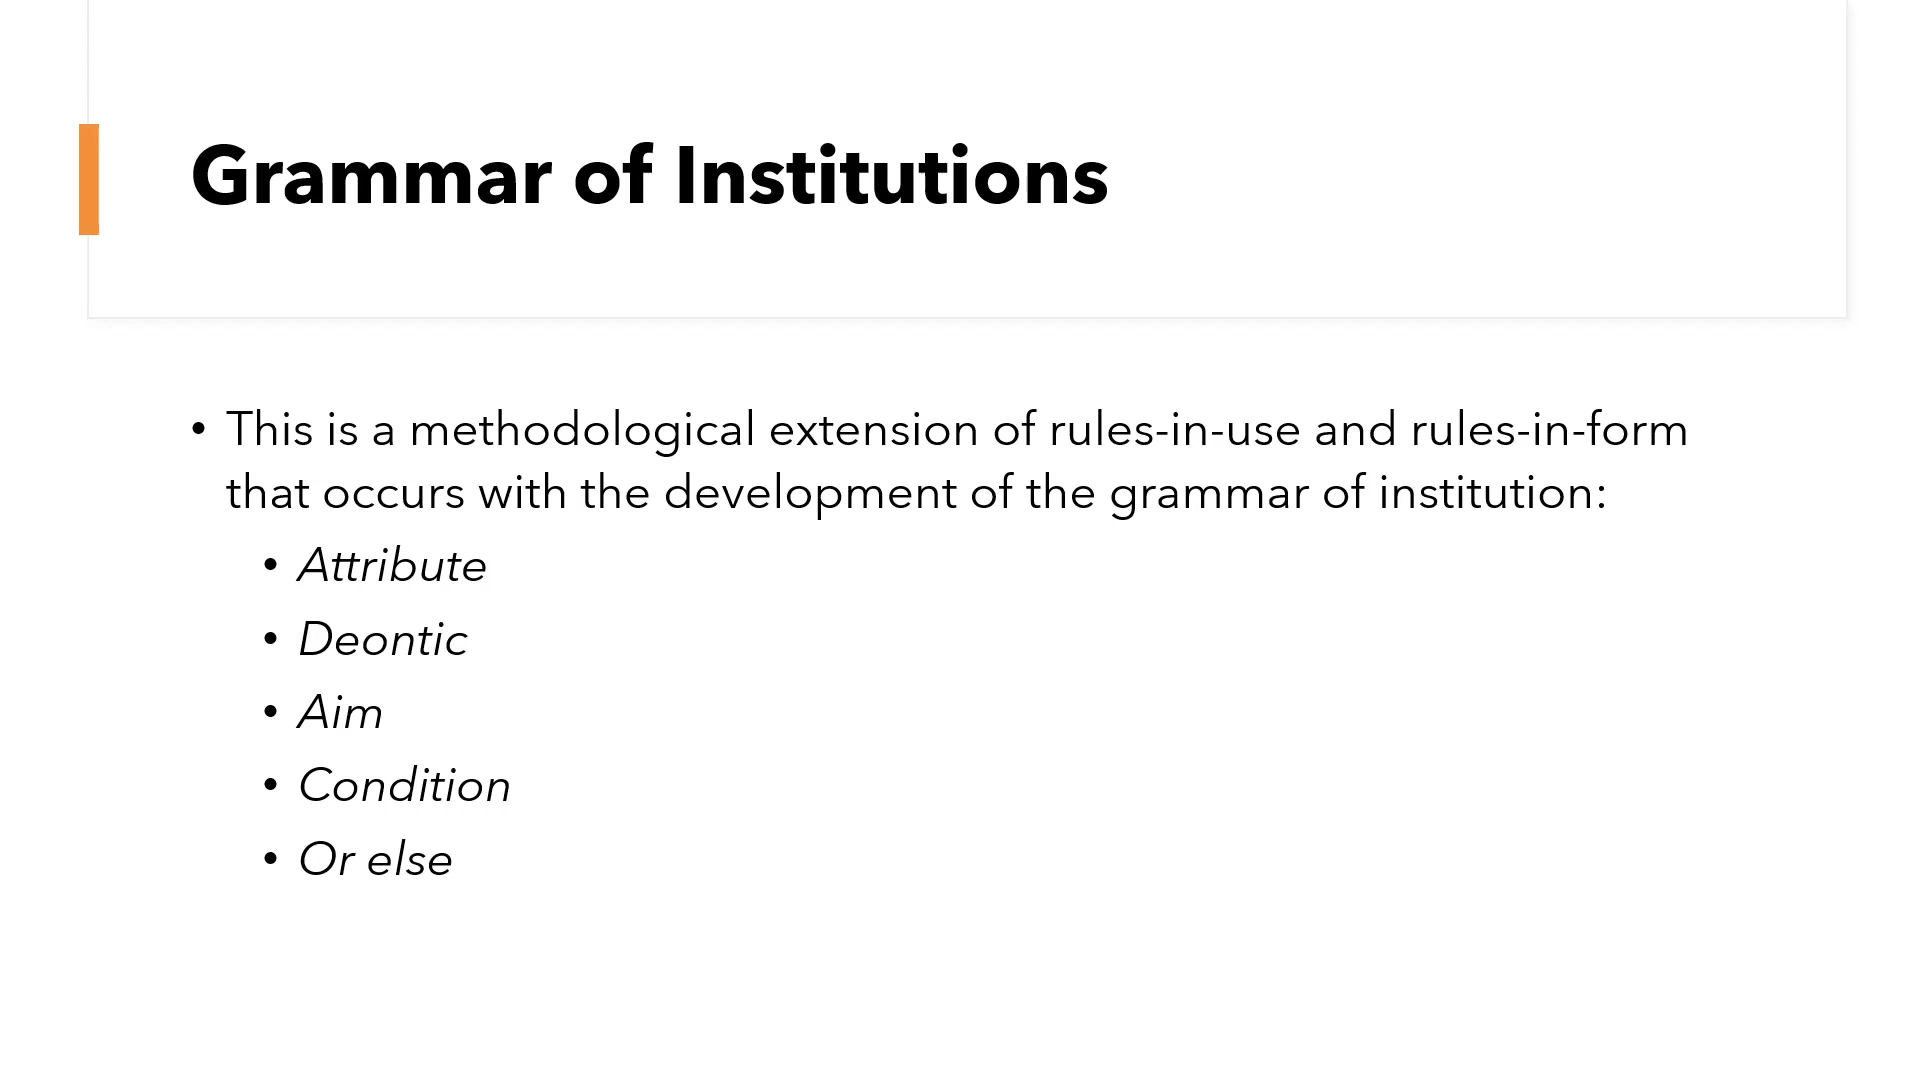 Grammar of Institutions
• This is a methodological extension of rules-in-use and rules-in-form
that occurs with the development of the grammar of institution:
• Attribute
• Deontic
• Aim
• Condition
• Or else